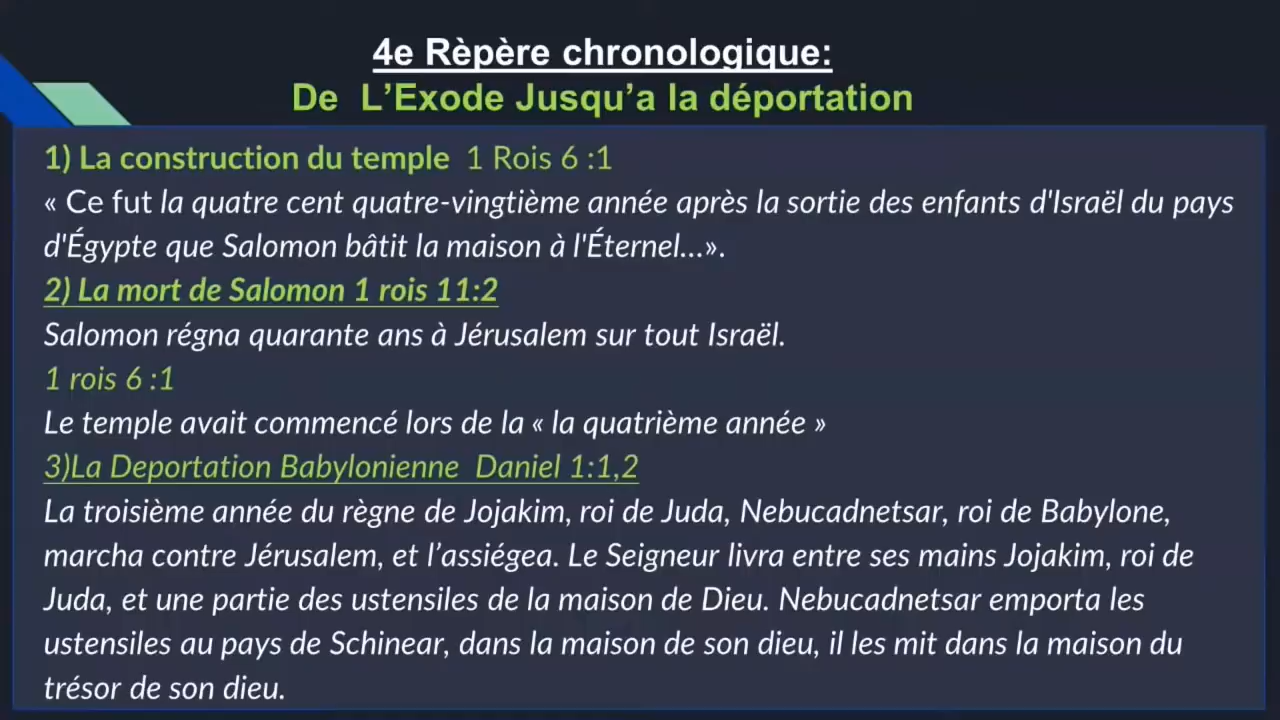 4e Rèpère chronologique:
De L’Exode Jusqu’a la déportation
1) La construction du temple 1 Rois 6 :1
« Ce fut la quatre cent quatre-vingtième année après la sortie des enfants d'Israël du pays
d'Égypte que Salomon bâtit la maison à l'Éternel...».
2) La mort de Salomon 1 rois 11:2
Salomon régna quarante ans à Jérusalem sur tout Israël.
1 rois 6 :1
Le temple avait commencé lors de la « la quatrième année »
3)La Deportation Babylonienne Daniel 1:1,2
La troisième année du règne de Jojakim, roi de Juda, Nebucadnetsar, roi de Babylone,
marcha contre Jérusalem, et l’assiégea. Le Seigneur livra entre ses mains Jojakim, roi de
Juda, et une partie des ustensiles de la maison de Dieu. Nebucadnetsar emporta les
ustensiles au pays de Schinear, dans la maison de son dieu, il les mit dans la maison du
trésor de son dieu.